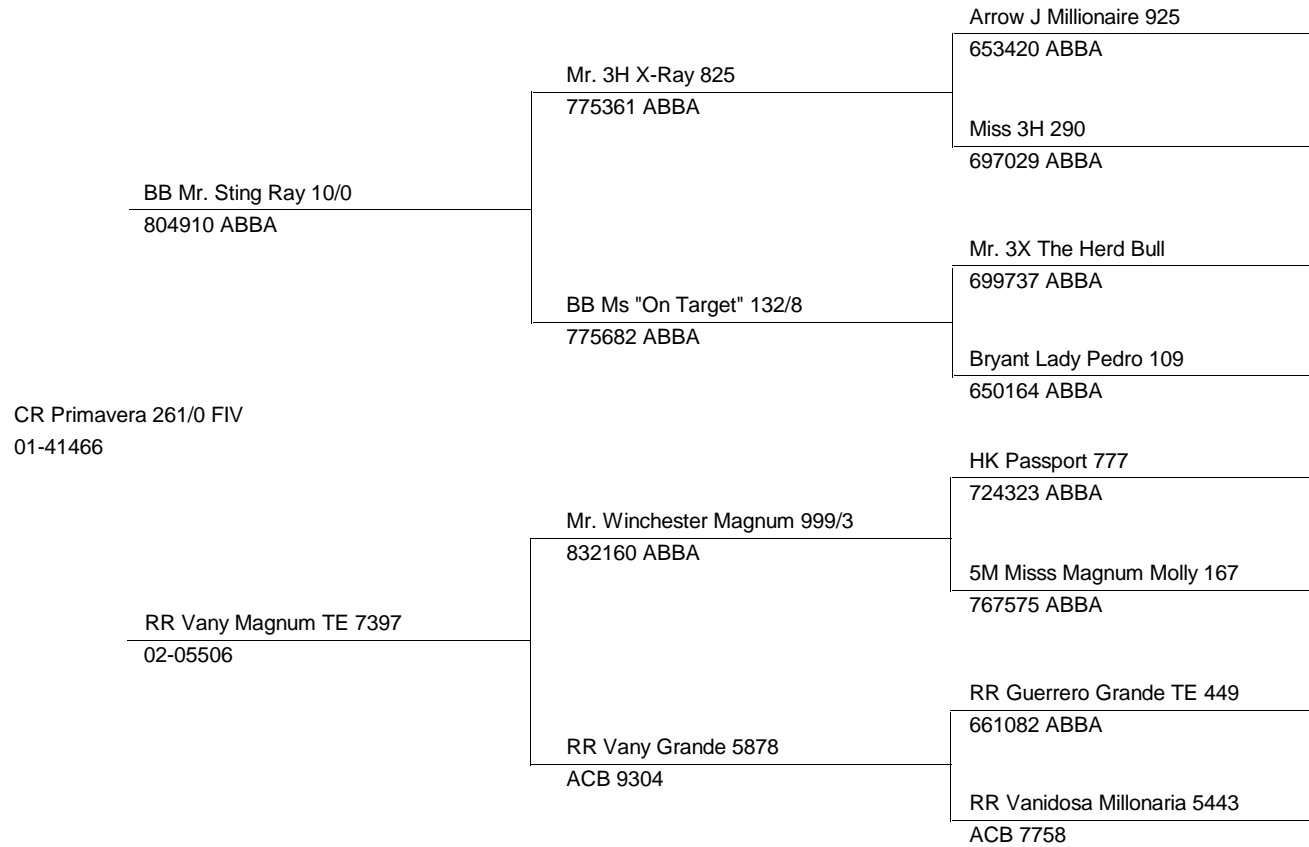 Arrow J Millionaire 925
653420 ABBA
Mr. 3H X-Ray 825
775361 ABBA
Miss 3H 290
697029 ABBA
BB Mr. Sting Ray 10/0
804910 ABBA
Mr. 3X The Herd Bull
699737 ABBA
BB Ms "On Target" 132/8
775682 ABBA
Bryant Lady Pedro 109
650164 ABBA
CR Primavera 261/0 FIV
01-41466
HK Passport 777
724323 ABBA
Mr. Winchester Magnum 999/3
832160 ABBA
5M Misss Magnum Molly 167
767575 ABBA
RR Vany Magnum TE 7397
02-05506
RR Guerrero Grande TE 449
661082 ABBA
RR Vany Grande 5878
ACB 9304
RR Vanidosa Millonaria 5443
ACB 7758